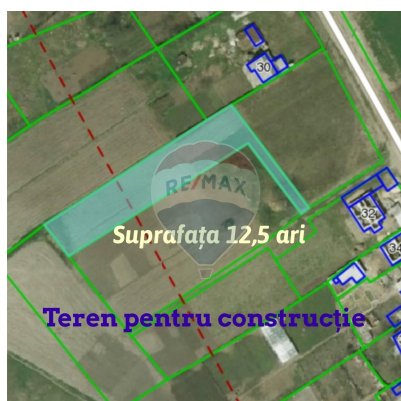 30
RE/MAX
32
Suprafața 12,5 ari
34
Teren pentru construcție